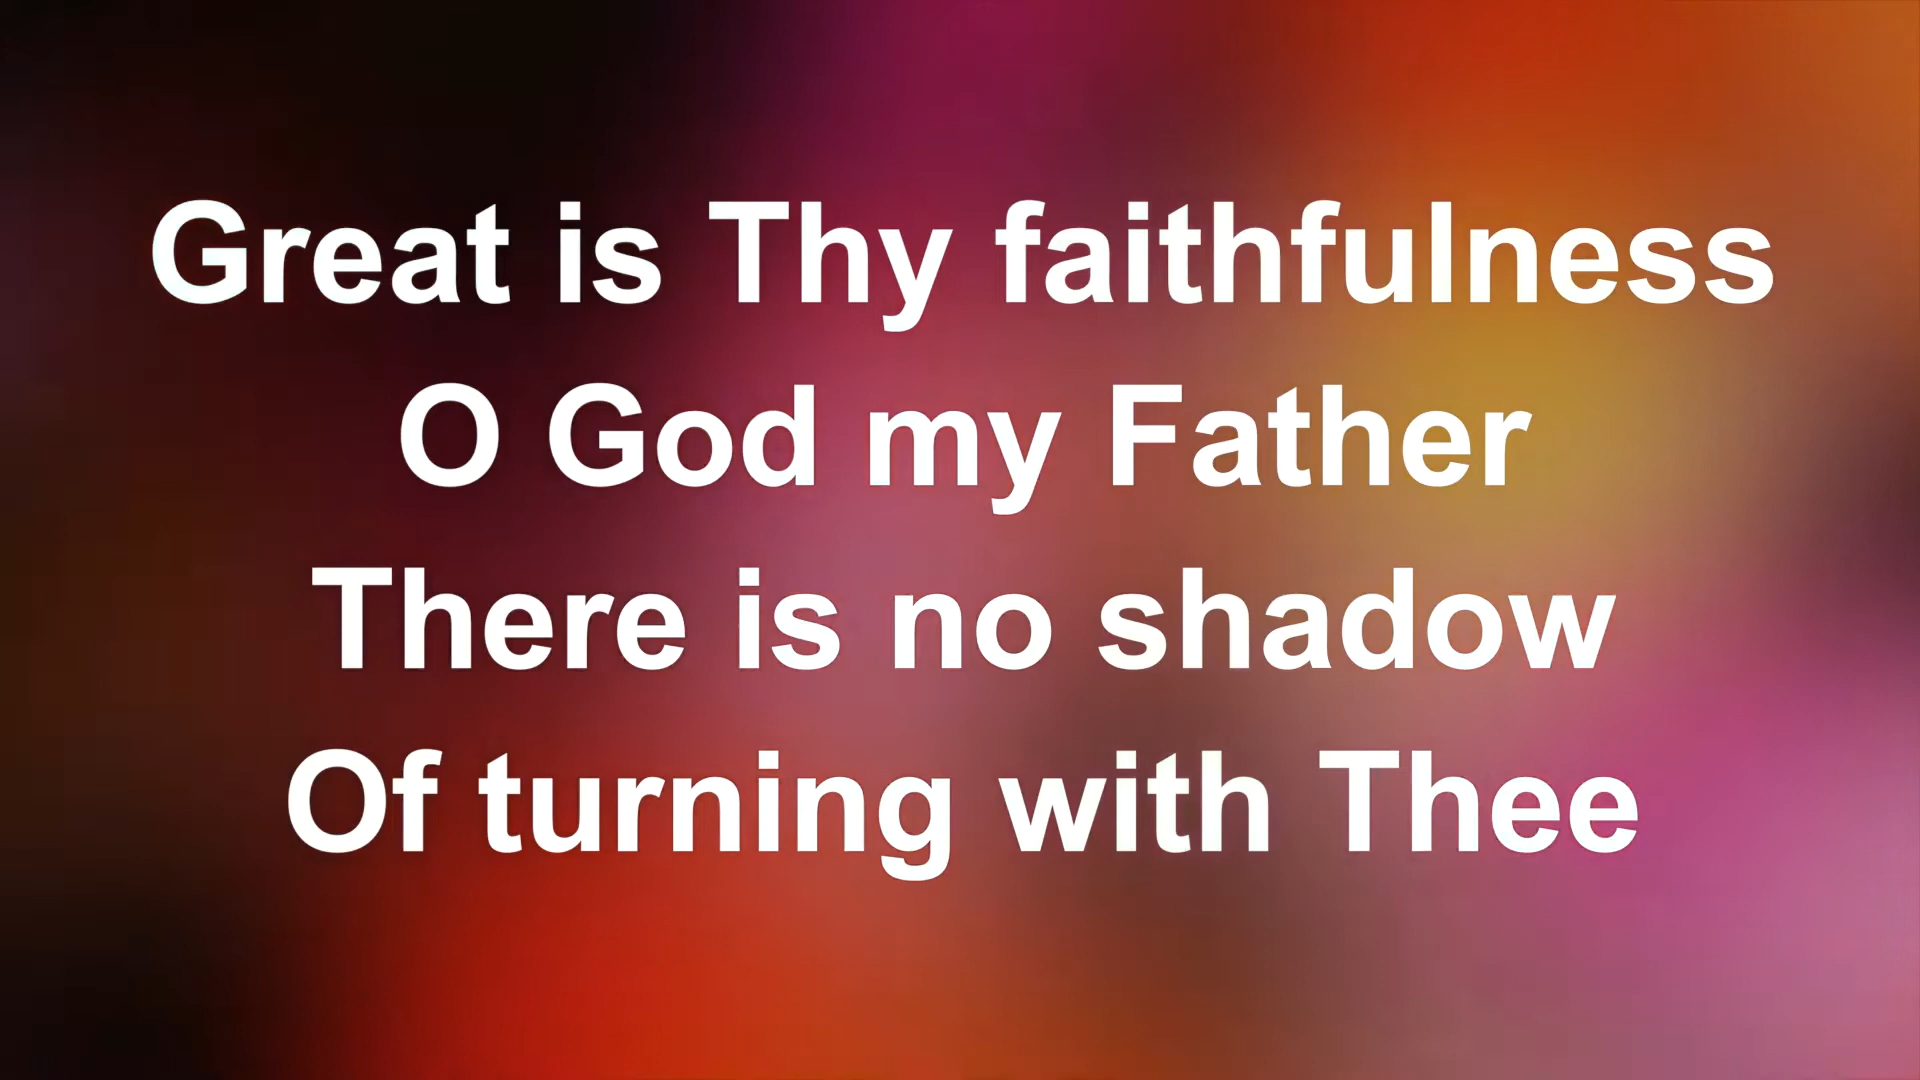 Great is Thy faithfulness
O God my Father
There is no shadow
Of turning with Thee